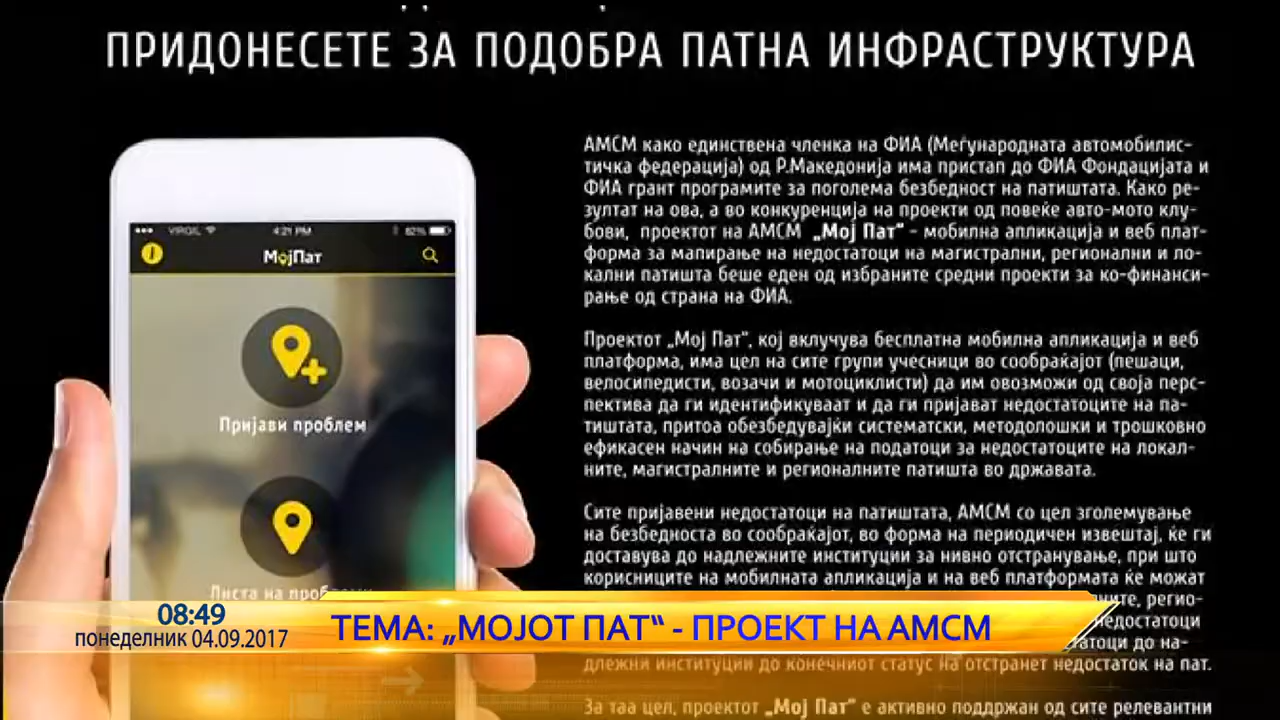 ПРИДОНЕСЕТЕ ЗА ПОДОБРА ПАТНА ИНФРАСТРУКТУРА
АМСМ како единствена членка на ФИА (Меѓународната автомобилис-
тичка федерација) од Р.Македонија има пристап до ФИА Фондацијата и
ФИА грант програмите за поголема безбедност на патиштата. Како ре-
зултат на ова, а во конкуренција на проекти од повеќе авто-мото клу-
бови, проектот на АМСМ „Мој Пат“ - мобилна апликација и веб плат-
форма за мапирање на недостатоци на магистрални, регионални и ло-
кални патишта беше еден од избраните средни проекти за ко-финанси-
рање од страна на ФИА.
Проектот „Мој Пат“, кој вклучува бесплатна мобилна апликација и веб
платформа, има цел на сите групи учесници во сообраќајот (пешаци,
велосипедисти, возачи и мотоциклисти) да им овозможи од своја перс-
пектива да ги идентификуваат и да ги пријават недостатоците на па-
тиштата, притоа обезбедувајќи систематски, методолошки и трошковно
ефикасен начин на собирање на податоци за недостатоците на локал-
ните, магистралните и регионалните патишта во државата.
Сите пријавени недостатоци на патиштата, АМСМ со цел зголемување
на безбедноста во сообраќајот, во форма на периодичен извештај, ќе ги
доставува до надлежните институции за нивно отстранување, при што
корисниците на мобилната апликација и на веб платформата ќе можат
регио-
недостатоци
до на-
длежни институции до конечниот статус на отстранет недостаток на пат.
За таа цел, проектот „Мој Пат“ е активно поддржан од сите релевантни
VIRGIL 4:21 PM 82%
МојПат
Пријави проблем
Листа на проблеми
08:49
понеделник 04.09.2017
ТЕМА: „МОЈОТ ПАТ“ - ПРОЕКТ НА АМСМ